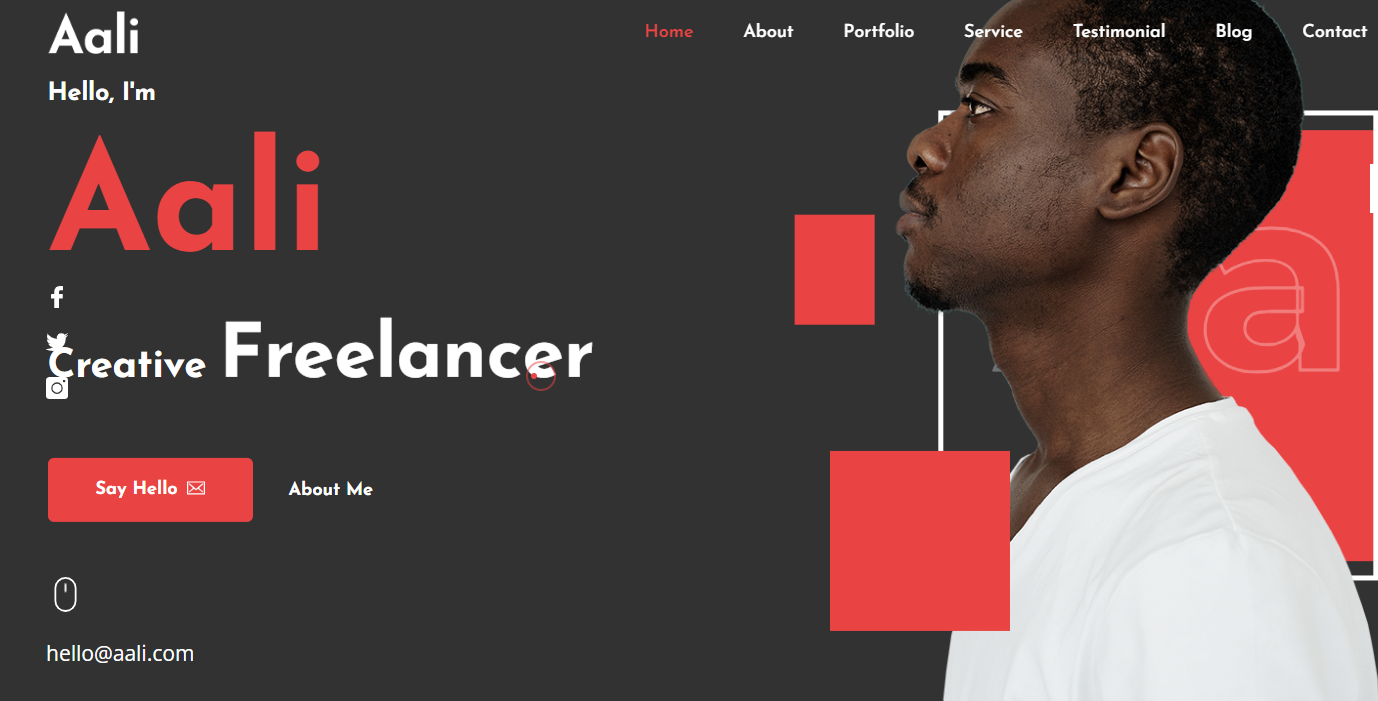 Aali
Home About Portfolio Service Testimonial Blog Contact
Hello, I'm
Aali
Creative Freelancer
a
Say Hello
About Me
hello@aali.com